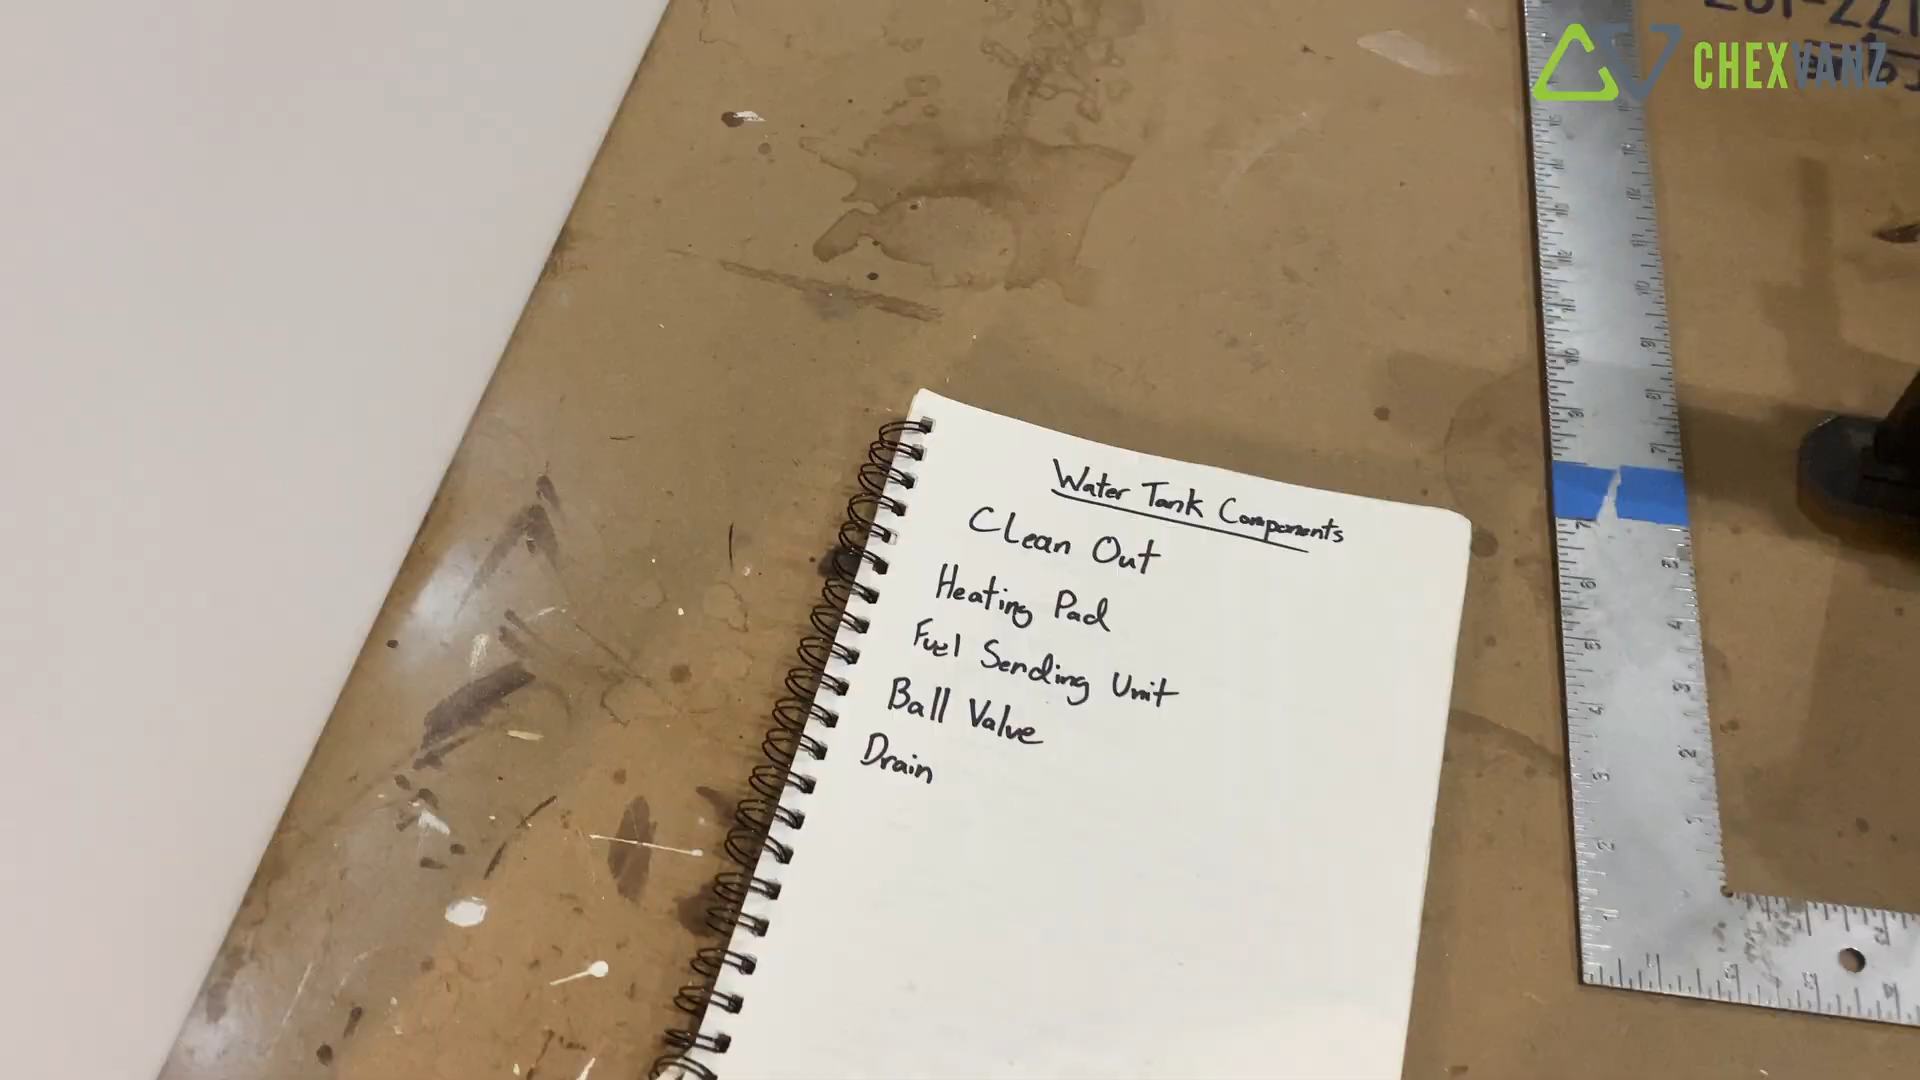 CHEXVANZ
Water Tank Components
Clean Out
Heating Pad
Fuel Sending Unit
Ball Valve
Drain